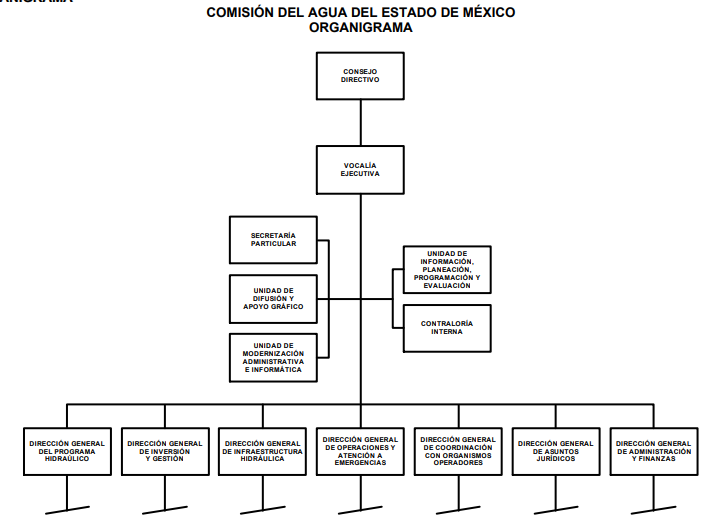 COMISIÓN DEL AGUA DEL ESTADO DE MÉXICO
ORGANIGRAMA
CONSEJO
DIRECTIVO
VOCALÍA
EJECUTIVA
SECRETARÍA
PARTICULAR
UNIDAD DE
DIFUSIÓN Y
APOYO GRÁFICO
UNIDAD DE
MODERNIZACIÓN
ADMINISTRATIVA
E INFORMÁTICA
UNIDAD DE
INFORMACIÓN,
PLANEACIÓN,
PROGRAMACIÓN Y
EVALUACIÓN
CONTRALORÍA
INTERNA
DIRECCIÓN GENERAL
DEL PROGRAMA
HIDRAÚLICO
DIRECCIÓN GENERAL
DE INVERSIÓN
Y GESTIÓN
DIRECCIÓN GENERAL
DE INFRAESTRUCTURA
HIDRÁULICA
DIRECCIÓN GENERAL
DE OPERACIONES Y
ATENCIÓN A
EMERGENCIAS
DIRECCIÓN GENERAL
DE COORDINACIÓN
CON ORGANISMOS
OPERADORES
DIRECCIÓN GENERAL
DE ASUNTOS
JURÍDICOS
DIRECCIÓN GENERAL
DE ADMINISTRACIÓN
Y FINANZAS